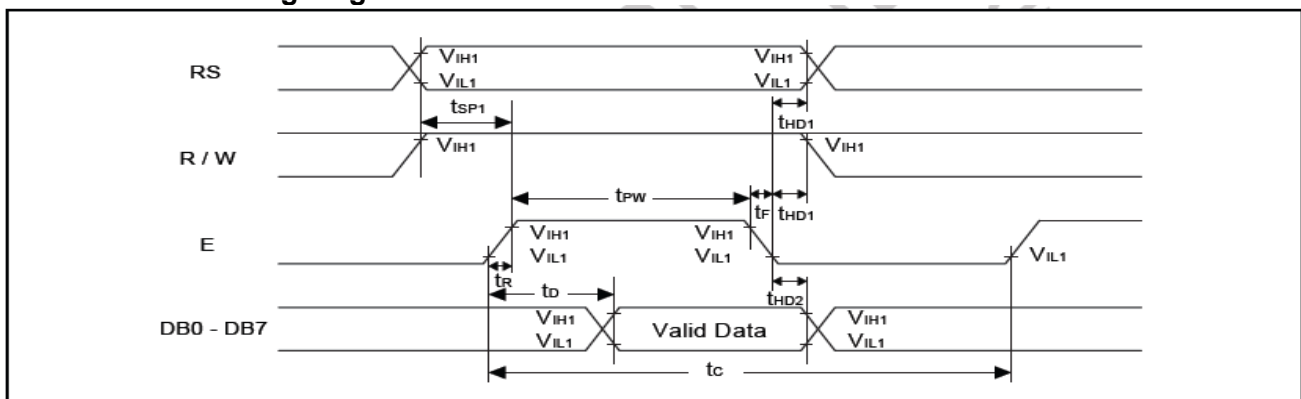 RS
VIH1 VIH1
VIL1 VIL1
tSP1 tHD1
R / W
VIH1 VIH1
tPW tF tHD1
E
VIH1 VIH1
VIL1 VIL1 VIL1
tR tD tHD2
DB0 - DB7
VIH1 Valid Data VIH1
VIL1 VIL1
tC